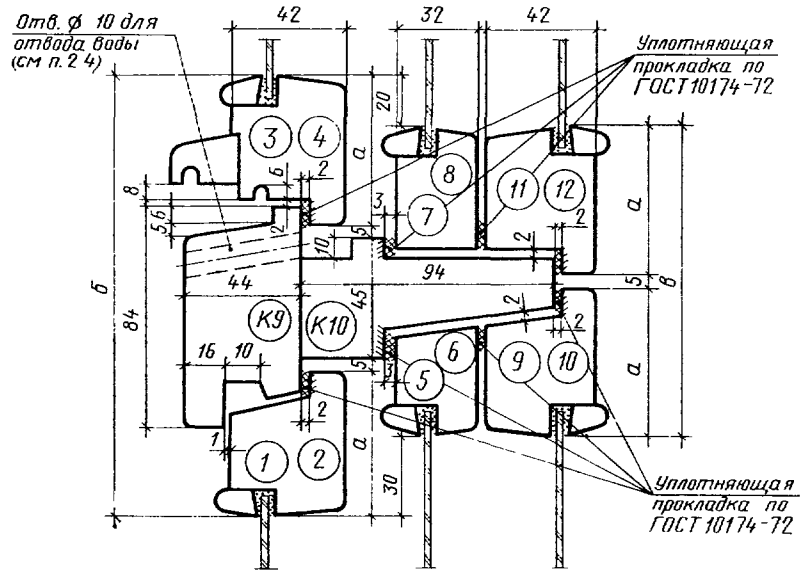 Отв. ϕ 10 для
отвода воды
(см п. 2 4)
42
32
42
Уплотняющая
прокладка по
ГОСТ 10174-72
20
3
4
а
8
6
2
7
8
11
12
3
а
5,6
2
5
10
2
2
94
44
45
б
84
К9
К10
5
в
2
2
16
10
5
3
5
6
9
10
а
1
2
1
2
а
30
Уплотняющая
прокладка по
ГОСТ 10174-72